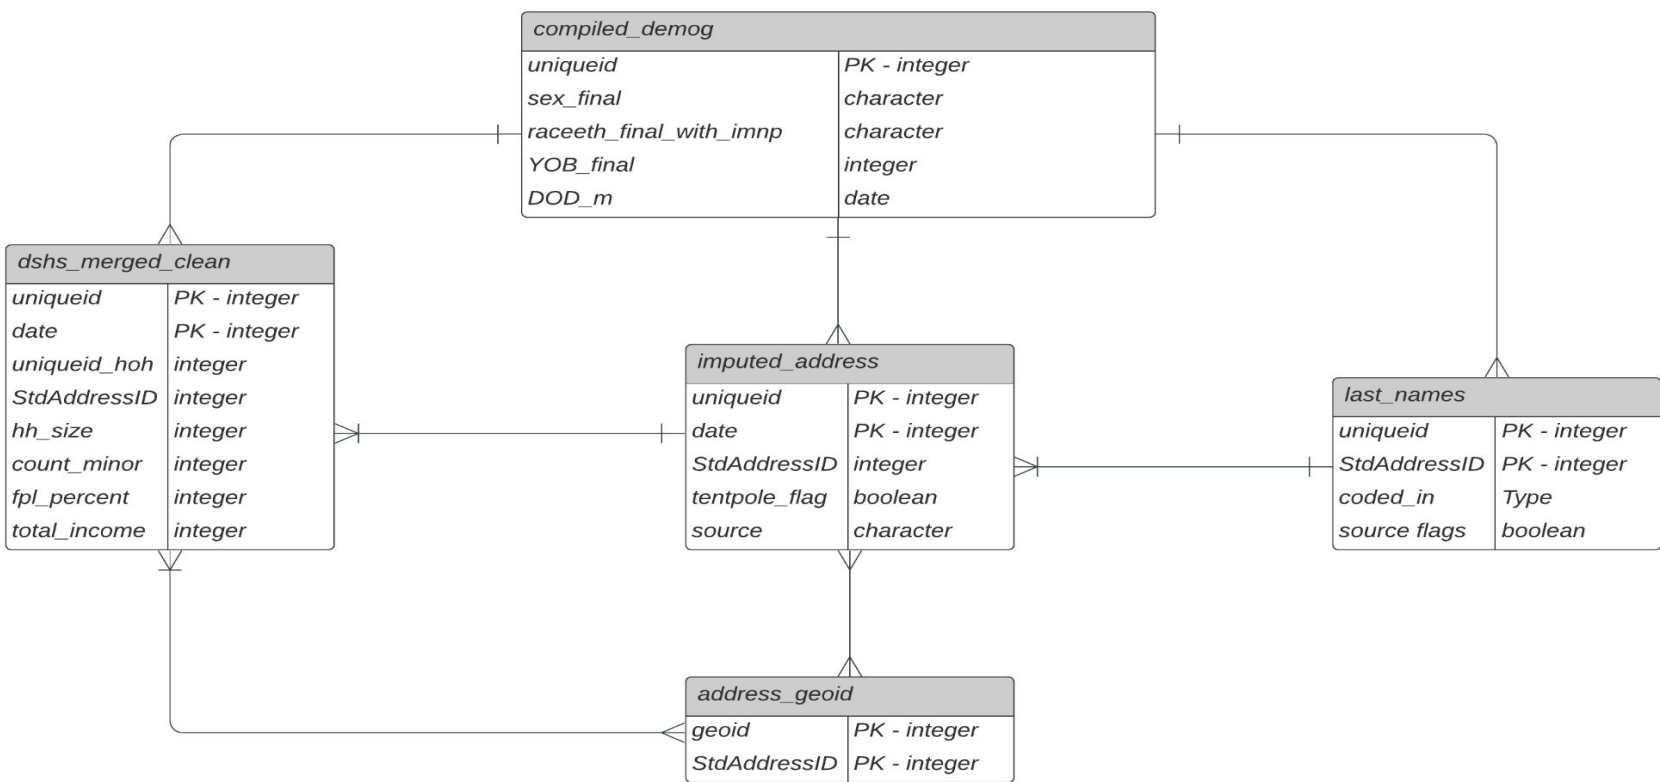 compiled_demog
uniqueid PK - integer
sex_final character
raceeth_final_with_imnp character
YOB_final integer
DOD_m date
dshs_merged_clean
uniqueid PK - integer
date PK - integer
uniqueid_hoh integer
StdAddressID integer
hh_size integer
count_minor integer
fpl_percent integer
total_income integer
imputed_address
uniqueid PK - integer
date PK - integer
StdAddressID integer
tentpole_flag boolean
source character
last_names
uniqueid PK - integer
StdAddressID PK - integer
coded_in Type
source flags boolean
address_geoid
geoid PK - integer
StdAddressID PK - integer